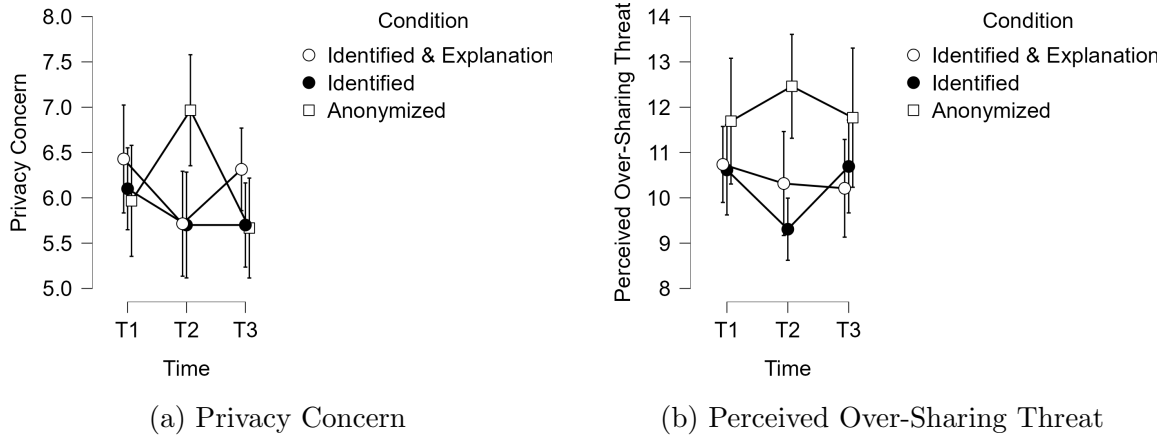 8.0
7.5
7.0
6.5
6.0
5.5
5.0
Privacy Concern
T1 T2 T3
Time
Condition
Identified & Explanation
Identified
Anonymized
(a) Privacy Concern
14
13
12
11
10
9
8
Perceived Over-Sharing Threat
T1 T2 T3
Time
Condition
Identified & Explanation
Identified
Anonymized
(b) Perceived Over-Sharing Threat